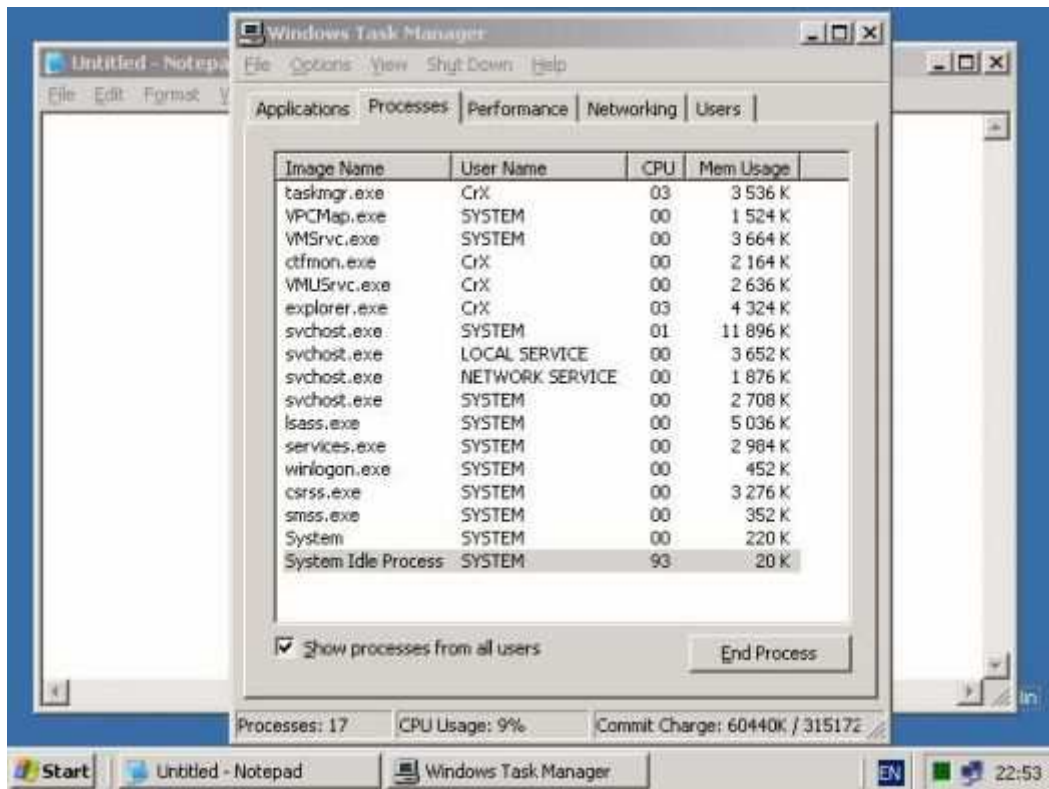 Windows Task Manager
Untitled - Notepa
File Options View Shut Down Help
File Edit Format V
Applications Processes Performance Networking Users
Image Name User Name CPU Mem Usage
taskmgr.exe CrX 03 3 536 K
VPCMap.exe SYSTEM 00 1 524 K
VMSrvc.exe SYSTEM 00 3 664 K
ctfmon.exe CrX 00 2 164 K
VMUSrvc.exe CrX 00 2 636 K
explorer.exe CrX 03 4 324 K
svchost.exe SYSTEM 01 11 896 K
svchost.exe LOCAL SERVICE 00 3 652 K
svchost.exe NETWORK SERVICE 00 1 876 K
svchost.exe SYSTEM 00 2 708 K
lsass.exe SYSTEM 00 5 036 K
services.exe SYSTEM 00 2 984 K
winlogon.exe SYSTEM 00 452 K
csrss.exe SYSTEM 00 3 276 K
smss.exe SYSTEM 00 352 K
System SYSTEM 00 220 K
System Idle Process SYSTEM 93 20 K
Show processes from all users
End Process
in
Processes: 17 CPU Usage: 9% Commit Charge: 60440K / 315172
Start Untitled - Notepad Windows Task Manager EN 22:53